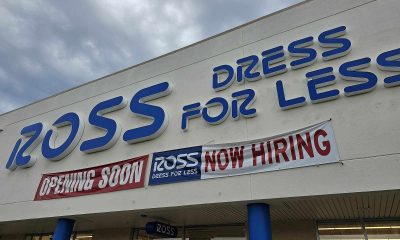 ROSS
DRESS
FOR LESS
OPENING SOON
ROSS
DRESS FOR LESS
NOW HIRING
ROSS